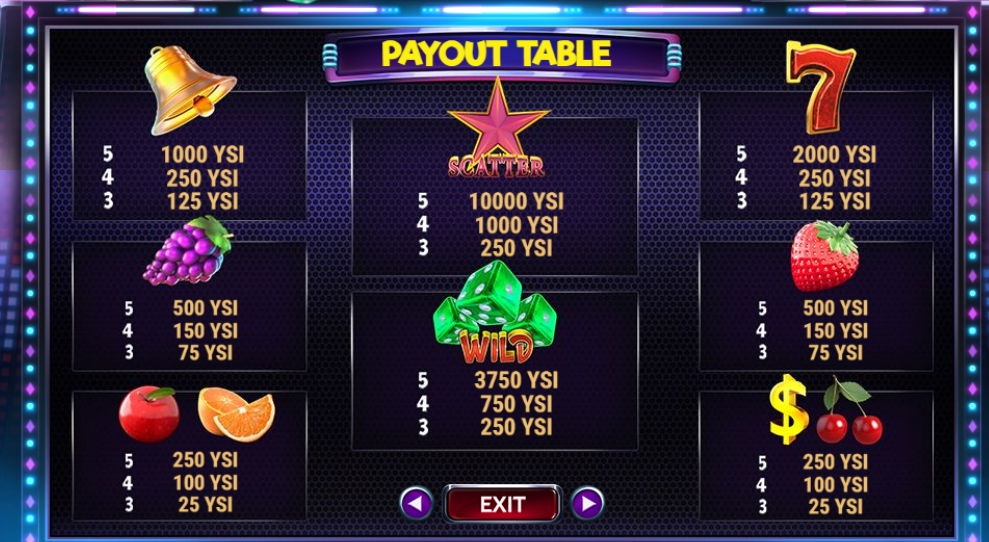 PAYOUT TABLE
5 1000 YSI
4 250 YSI
3 125 YSI
SCATTER
5 10000 YSI
4 1000 YSI
3 250 YSI
7
5 2000 YSI
4 250 YSI
3 125 YSI
5 500 YSI
4 150 YSI
3 75 YSI
WILD
5 3750 YSI
4 750 YSI
3 250 YSI
5 500 YSI
4 150 YSI
3 75 YSI
5 250 YSI
4 100 YSI
3 25 YSI
$
5 250 YSI
4 100 YSI
3 25 YSI
EXIT